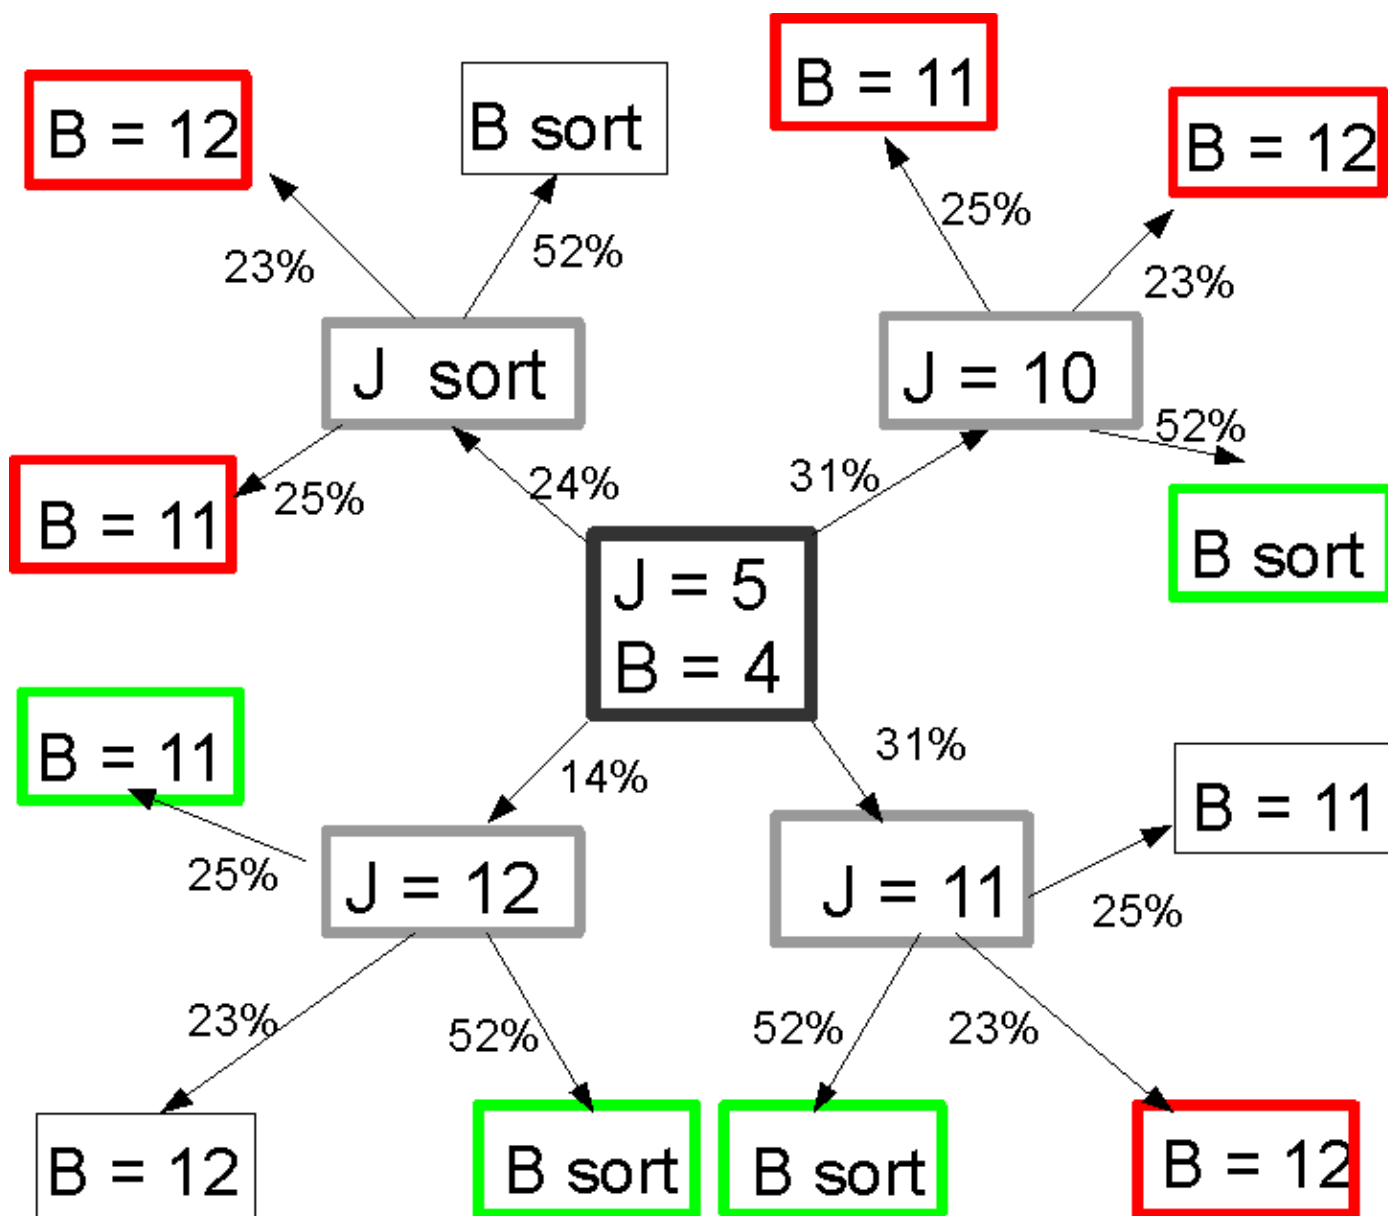 B = 11
B = 12
B sort
B = 12
25%
52%
23%
23%
J sort
J = 10
52%
31%
24%
25%
B = 11
B sort
J = 5
B = 4
B = 11
31%
14%
B = 11
25%
J = 12
J = 11
25%
23%
52%
52%
23%
B = 12
B sort
B sort
B = 12